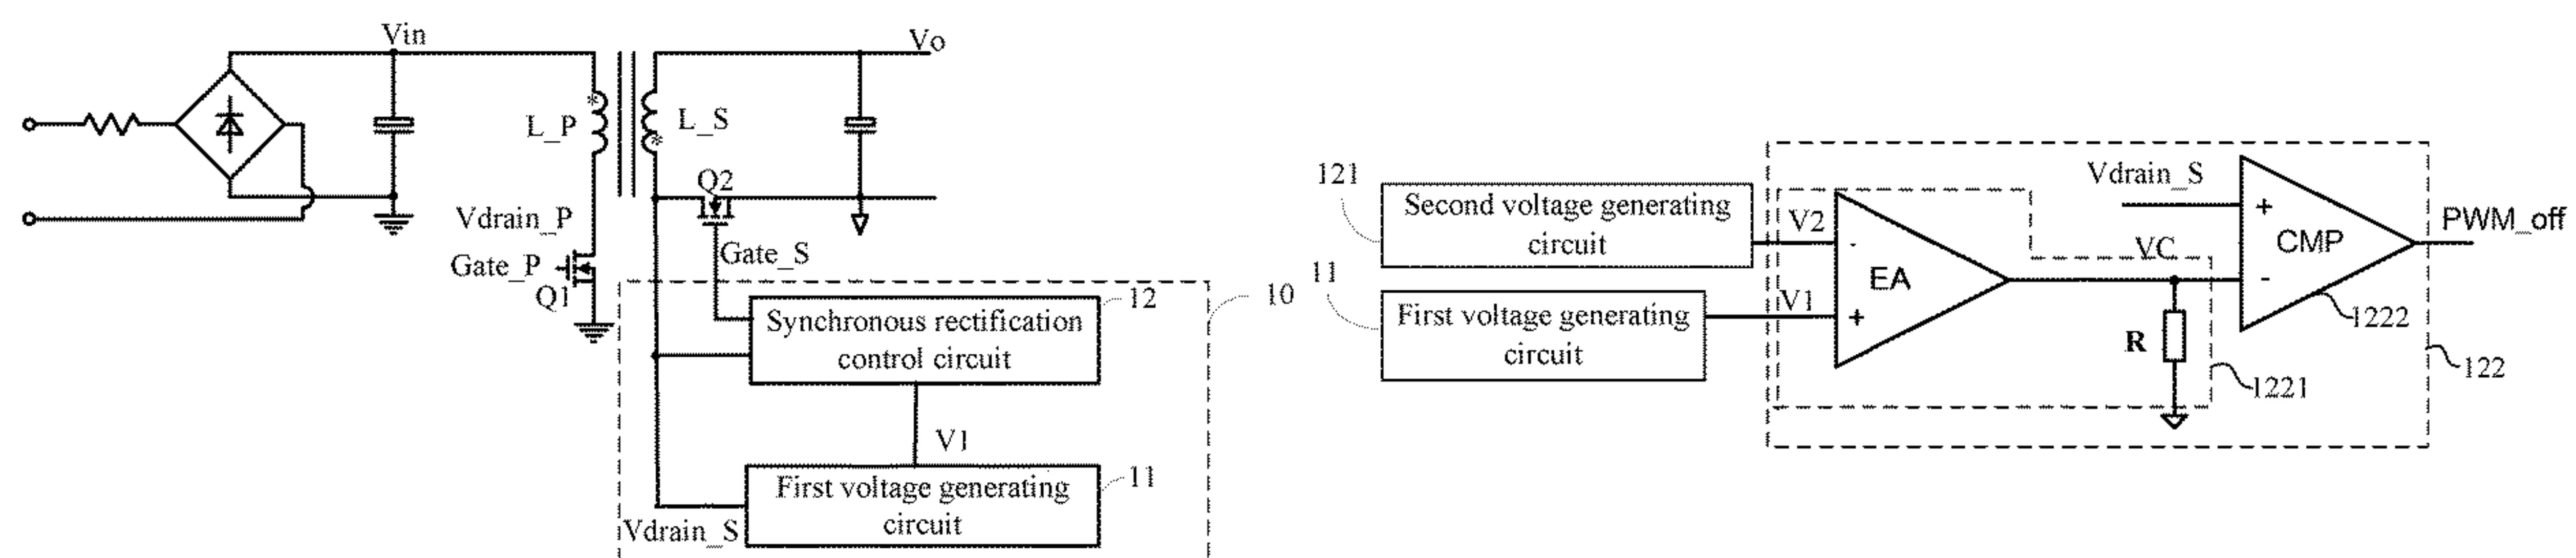 Vin
Vo
*
L_P
L_S
*
Q2
Vdrain_P
Gate_P
Q1
Gate_S
10
12
Synchronous rectification
control circuit
V1
11
First voltage generating
circuit
Vdrain_S
121
Second voltage generating
circuit
11
First voltage generating
circuit
V2
-
V1
+
EA
VC
R
1221
Vdrain_S
+
CMP
-
1222
PWM_off
122